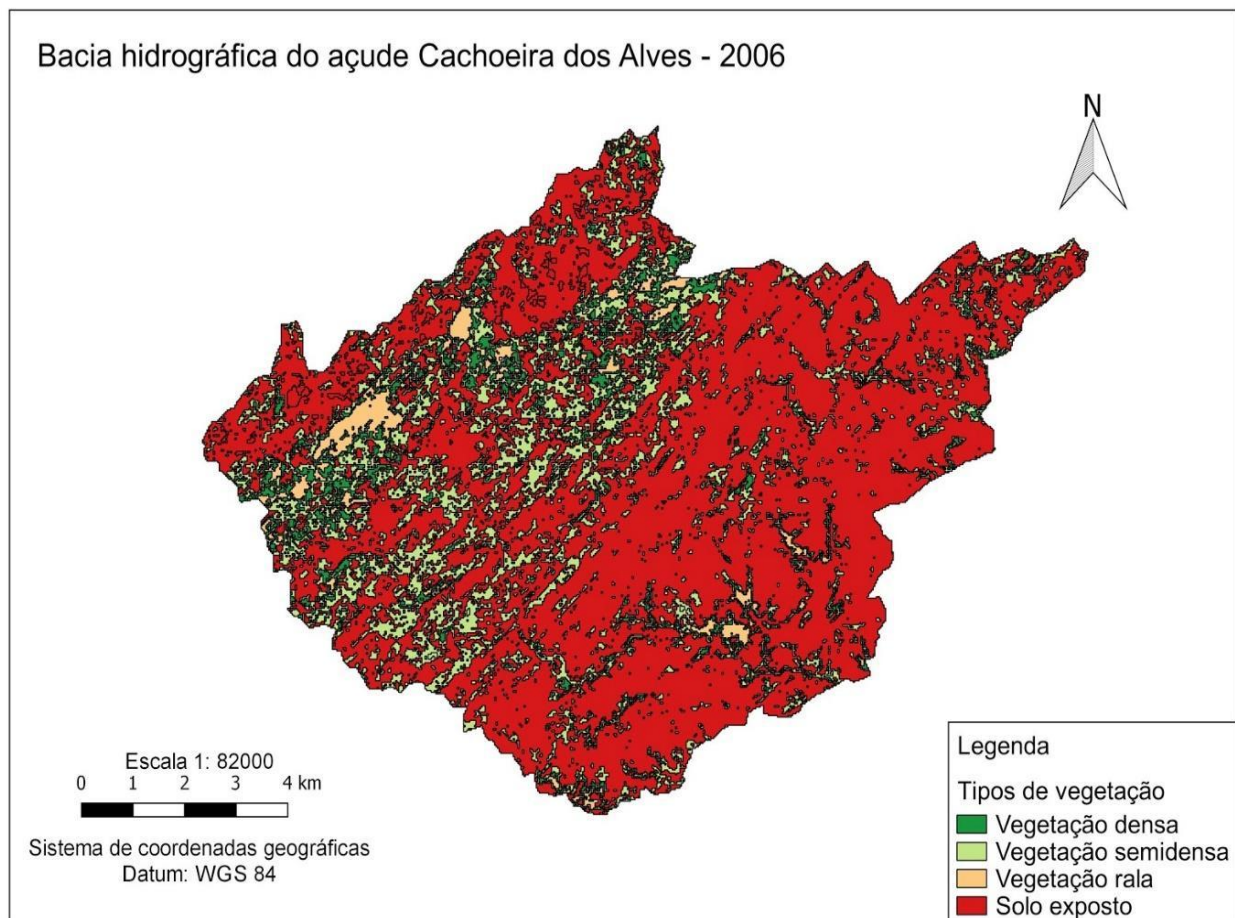 Bacia hidrográfica do açude Cachoeira dos Alves - 2006
N
Escala 1: 82000
0 1 2 3 4 km
Sistema de coordenadas geográficas
Datum: WGS 84
Legenda
Tipos de vegetação
Vegetação densa
Vegetação semidensa
Vegetação rala
Solo exposto